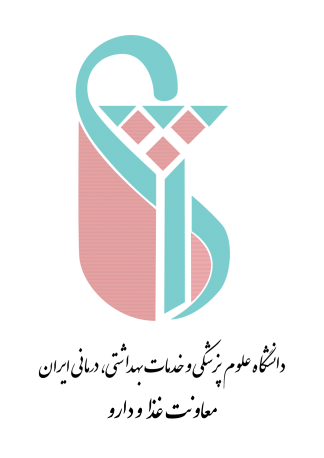 دانشگاه علوم پزشکی و خدمات بهداشتی، درمانی ایران
معاونت غذا و دارو